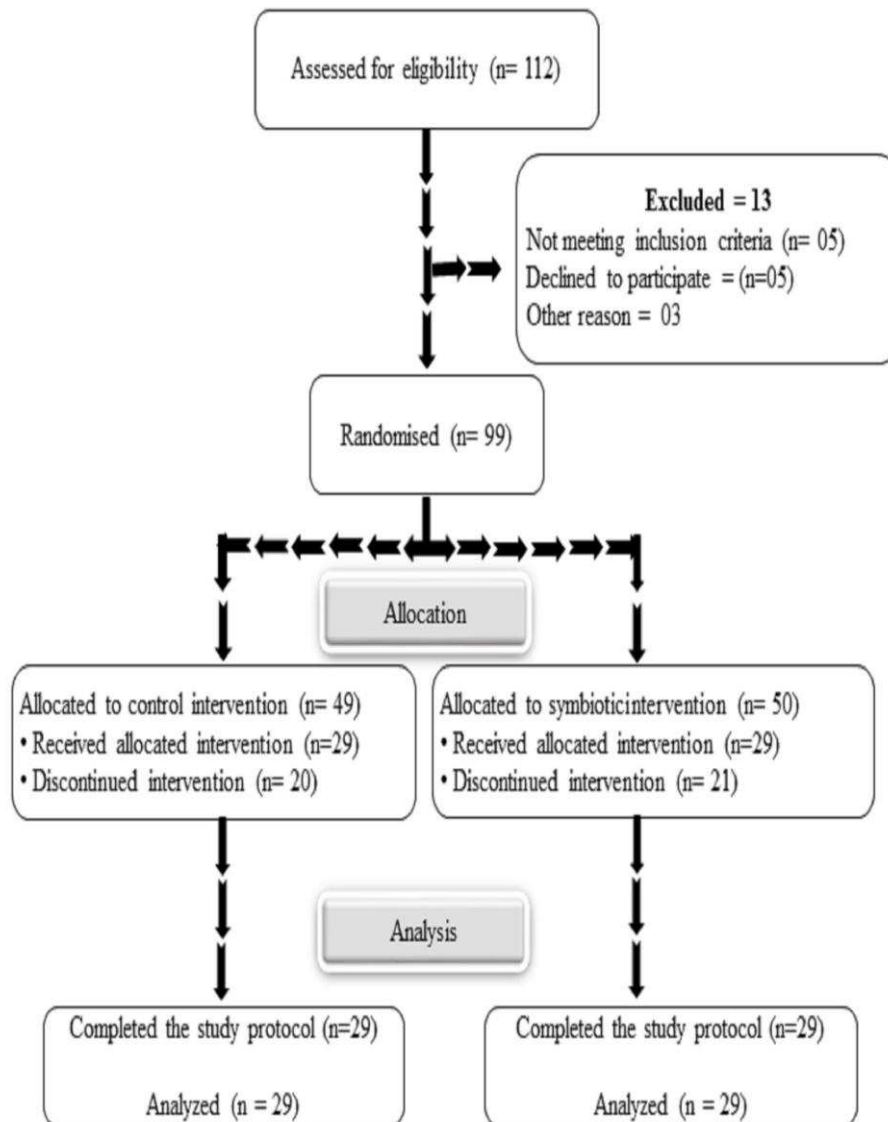 Assessed for eligibility (n= 112)
Excluded = 13
Not meeting inclusion criteria (n= 05)
Declined to participate = (n=05)
Other reason = 03
Randomised (n= 99)
Allocation
Allocated to control intervention (n= 49)
• Received allocated intervention (n=29)
• Discontinued intervention (n= 20)
Allocated to symbioticintervention (n= 50)
• Received allocated intervention (n=29)
• Discontinued intervention (n= 21)
Analysis
Completed the study protocol (n=29)
Analyzed (n = 29)
Completed the study protocol (n=29)
Analyzed (n = 29)